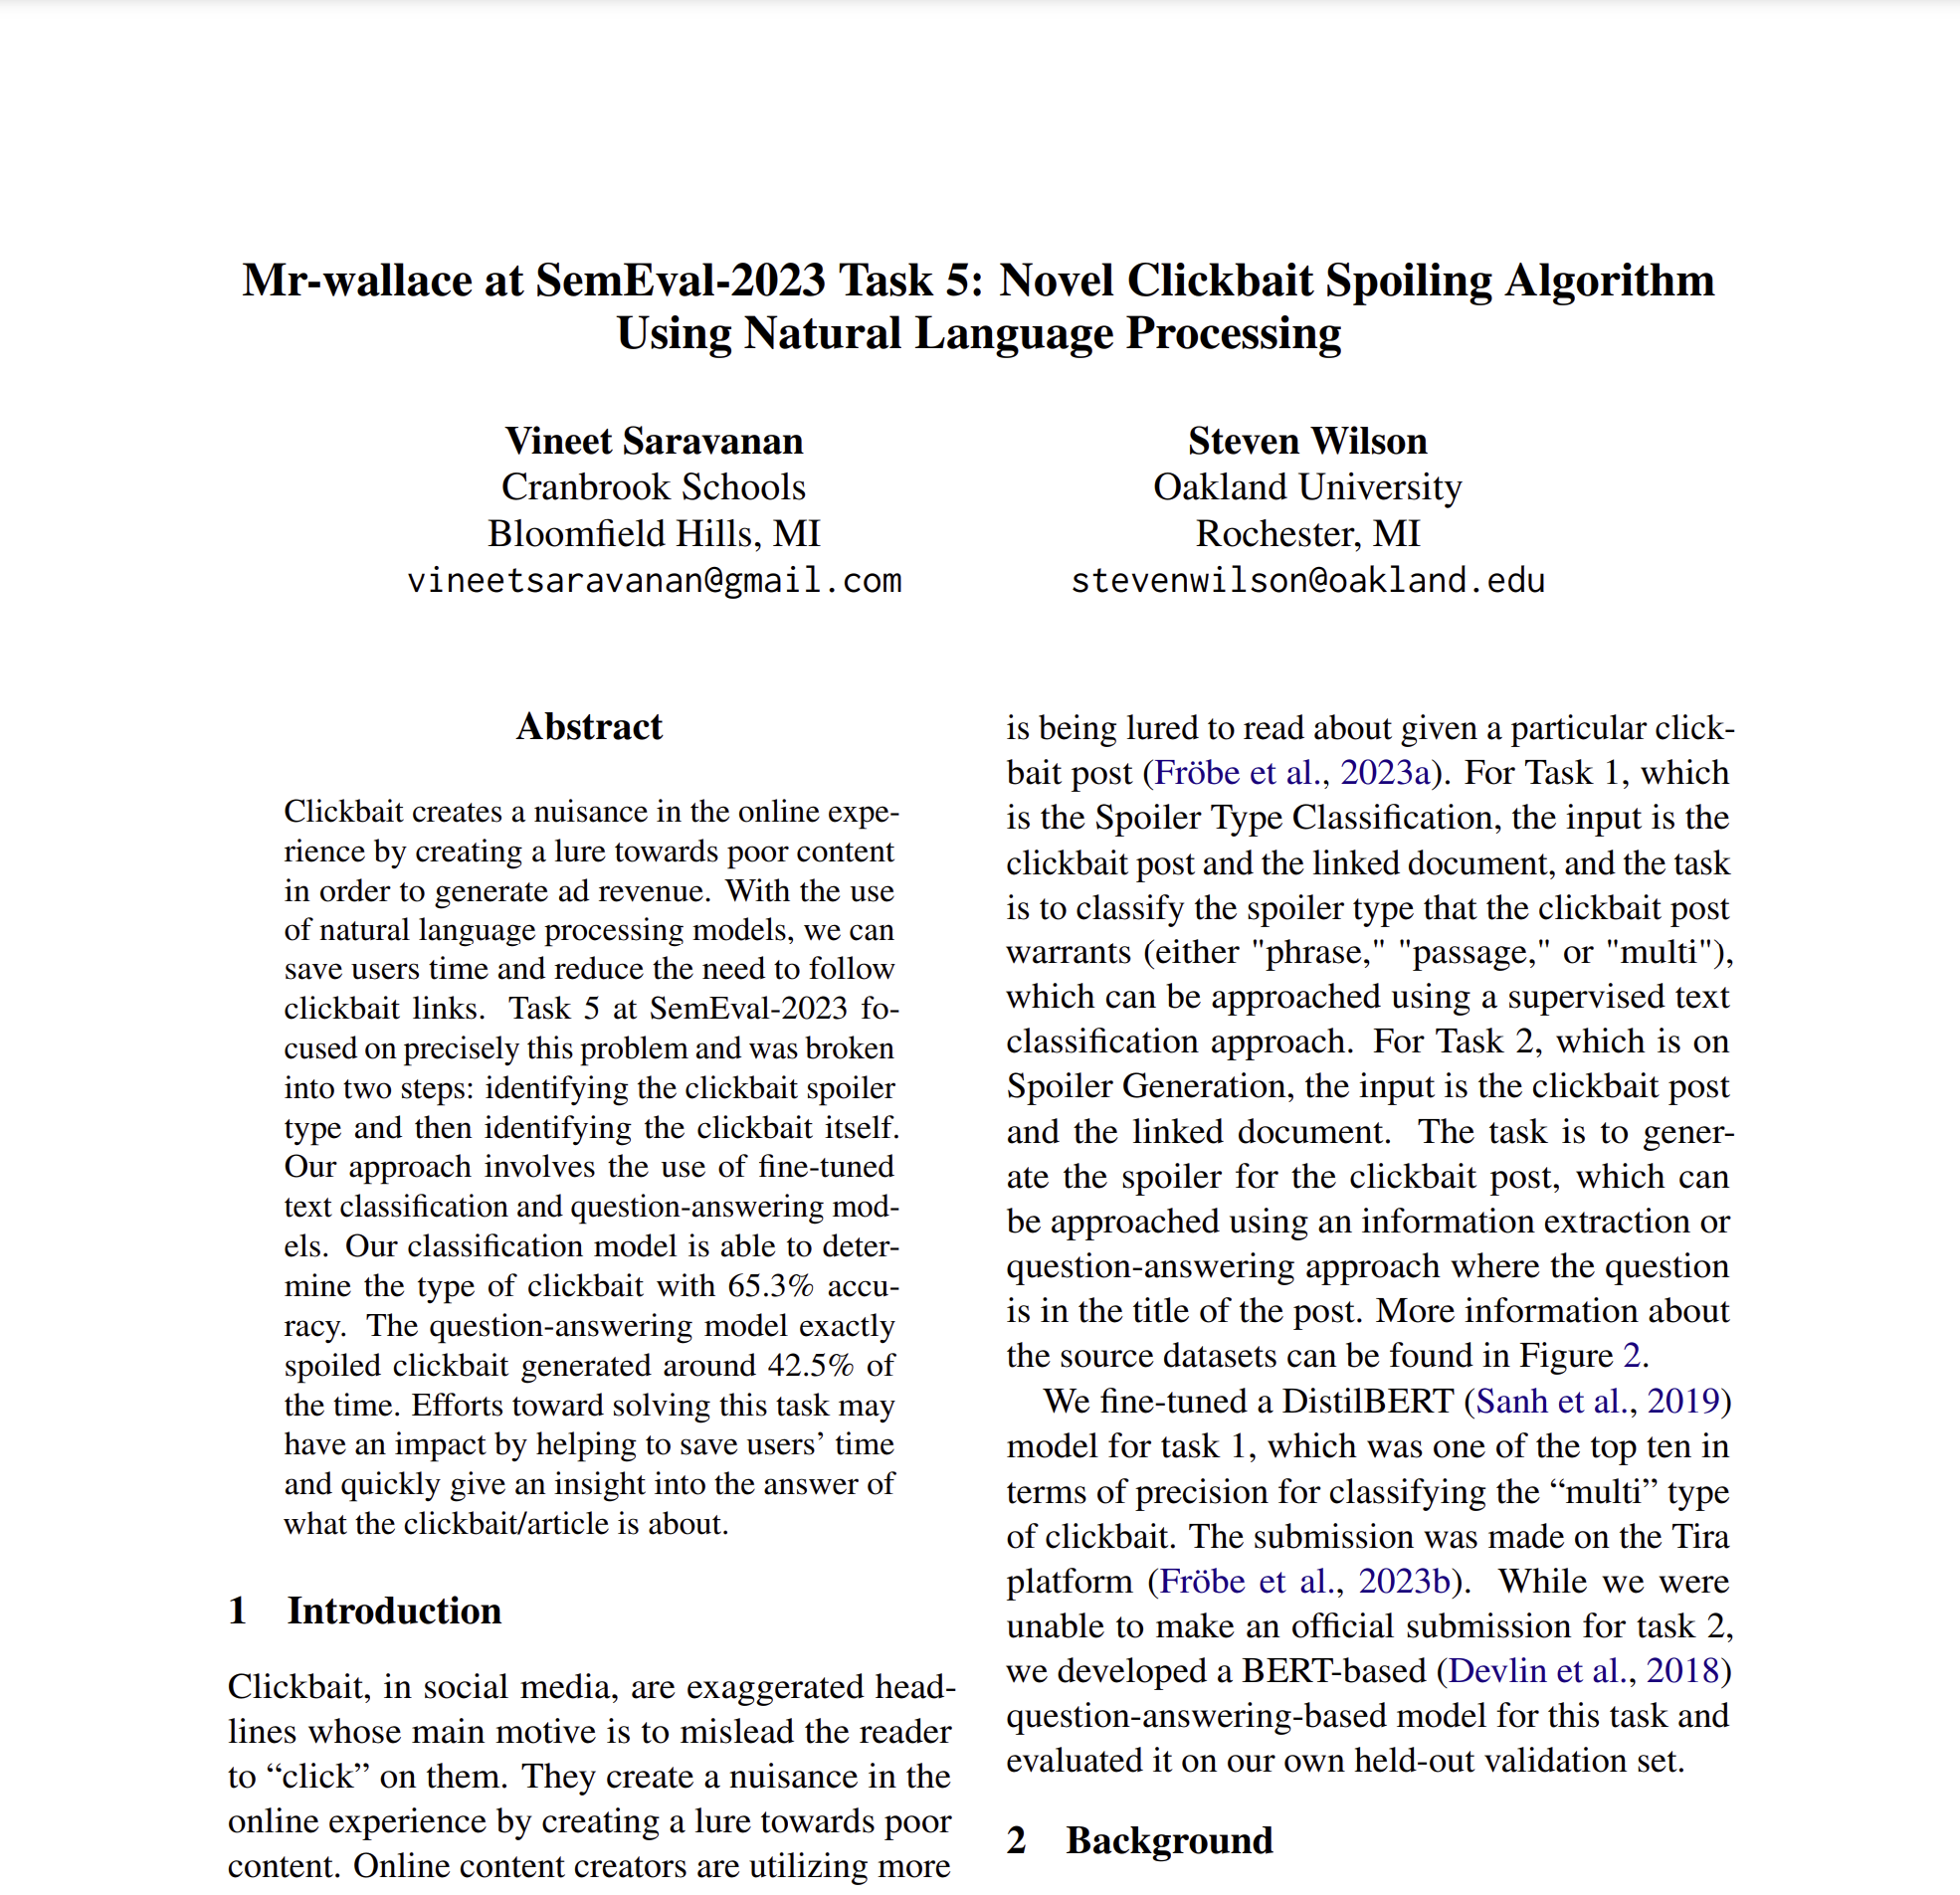 Mr-wallace at SemEval-2023 Task 5: Novel Clickbait Spoiling Algorithm
Using Natural Language Processing
Vineet Saravanan
Cranbrook Schools
Bloomfield Hills, MI
vineetsaravanan@gmail.com
Steven Wilson
Oakland University
Rochester, MI
stevenwilson@oakland.edu
Abstract
Clickbait creates a nuisance in the online expe-
rience by creating a lure towards poor content
in order to generate ad revenue. With the use
of natural language processing models, we can
save users time and reduce the need to follow
clickbait links. Task 5 at SemEval-2023 fo-
cused on precisely this problem and was broken
into two steps: identifying the clickbait spoiler
type and then identifying the clickbait itself.
Our approach involves the use of fine-tuned
text classification and question-answering mod-
els. Our classification model is able to deter-
mine the type of clickbait with 65.3% accu-
racy. The question-answering model exactly
spoiled clickbait generated around 42.5% of
the time. Efforts toward solving this task may
have an impact by helping to save users’ time
and quickly give an insight into the answer of
what the clickbait/article is about.
1 Introduction
Clickbait, in social media, are exaggerated head-
lines whose main motive is to mislead the reader
to “click” on them. They create a nuisance in the
online experience by creating a lure towards poor
content. Online content creators are utilizing more
is being lured to read about given a particular click-
bait post (Fröbe et al., 2023a). For Task 1, which
is the Spoiler Type Classification, the input is the
clickbait post and the linked document, and the task
is to classify the spoiler type that the clickbait post
warrants (either "phrase," "passage," or "multi"),
which can be approached using a supervised text
classification approach. For Task 2, which is on
Spoiler Generation, the input is the clickbait post
and the linked document. The task is to gener-
ate the spoiler for the clickbait post, which can
be approached using an information extraction or
question-answering approach where the question
is in the title of the post. More information about
the source datasets can be found in Figure 2.
We fine-tuned a DistilBERT (Sanh et al., 2019)
model for task 1, which was one of the top ten in
terms of precision for classifying the “multi” type
of clickbait. The submission was made on the Tira
platform (Fröbe et al., 2023b). While we were
unable to make an official submission for task 2,
we developed a BERT-based (Devlin et al., 2018)
question-answering-based model for this task and
evaluated it on our own held-out validation set.
2 Background